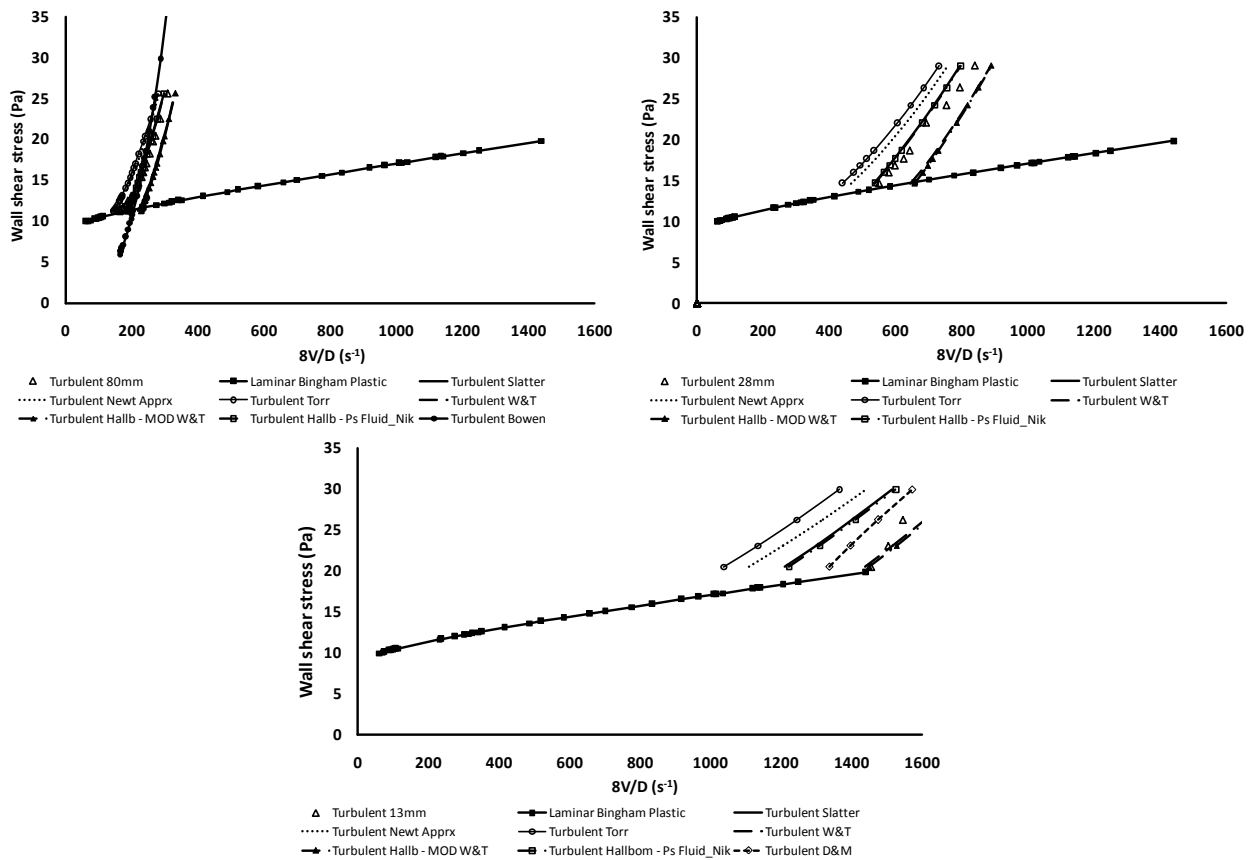 35
30
25
20
15
10
5
0
Wall shear stress (Pa)
0 200 400 600 800 1000 1200 1400 1600
8V/D (s⁻¹)
Turbulent 80mm Laminar Bingham Plastic Turbulent Slatter
Turbulent Newt Apprx Turbulent Torr Turbulent W&T
Turbulent Hallb - MOD W&T Turbulent Hallb - Ps Fluid_Nik Turbulent Bowen
35
30
25
20
15
10
5
0
Wall shear stress (Pa)
0 200 400 600 800 1000 1200 1400 1600
8V/D (s⁻¹)
Turbulent 28mm Laminar Bingham Plastic Turbulent Slatter
Turbulent Newt Apprx Turbulent Torr Turbulent W&T
Turbulent Hallb - MOD W&T Turbulent Hallb - Ps Fluid_Nik
35
30
25
20
15
10
5
0
Wall shear stress (Pa)
0 200 400 600 800 1000 1200 1400 1600
8V/D (s⁻¹)
Turbulent 13mm Laminar Bingham Plastic Turbulent Slatter
Turbulent Newt Apprx Turbulent Torr Turbulent W&T
Turbulent Hallb - MOD W&T Turbulent Hallbom - Ps Fluid_Nik Turbulent D&M